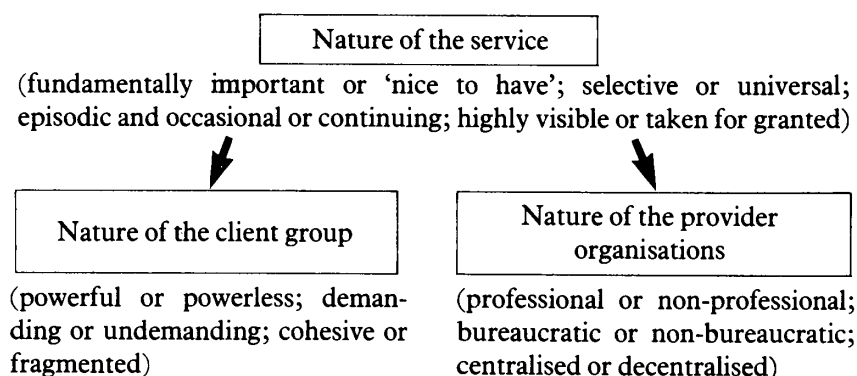 Nature of the service
(fundamentally important or ‘nice to have’; selective or universal;
episodic and occasional or continuing; highly visible or taken for granted)
Nature of the client group
(powerful or powerless; deman-
ding or undemanding; cohesive or
fragmented)
Nature of the provider
organisations
(professional or non-professional;
bureaucratic or non-bureaucratic;
centralised or decentralised)